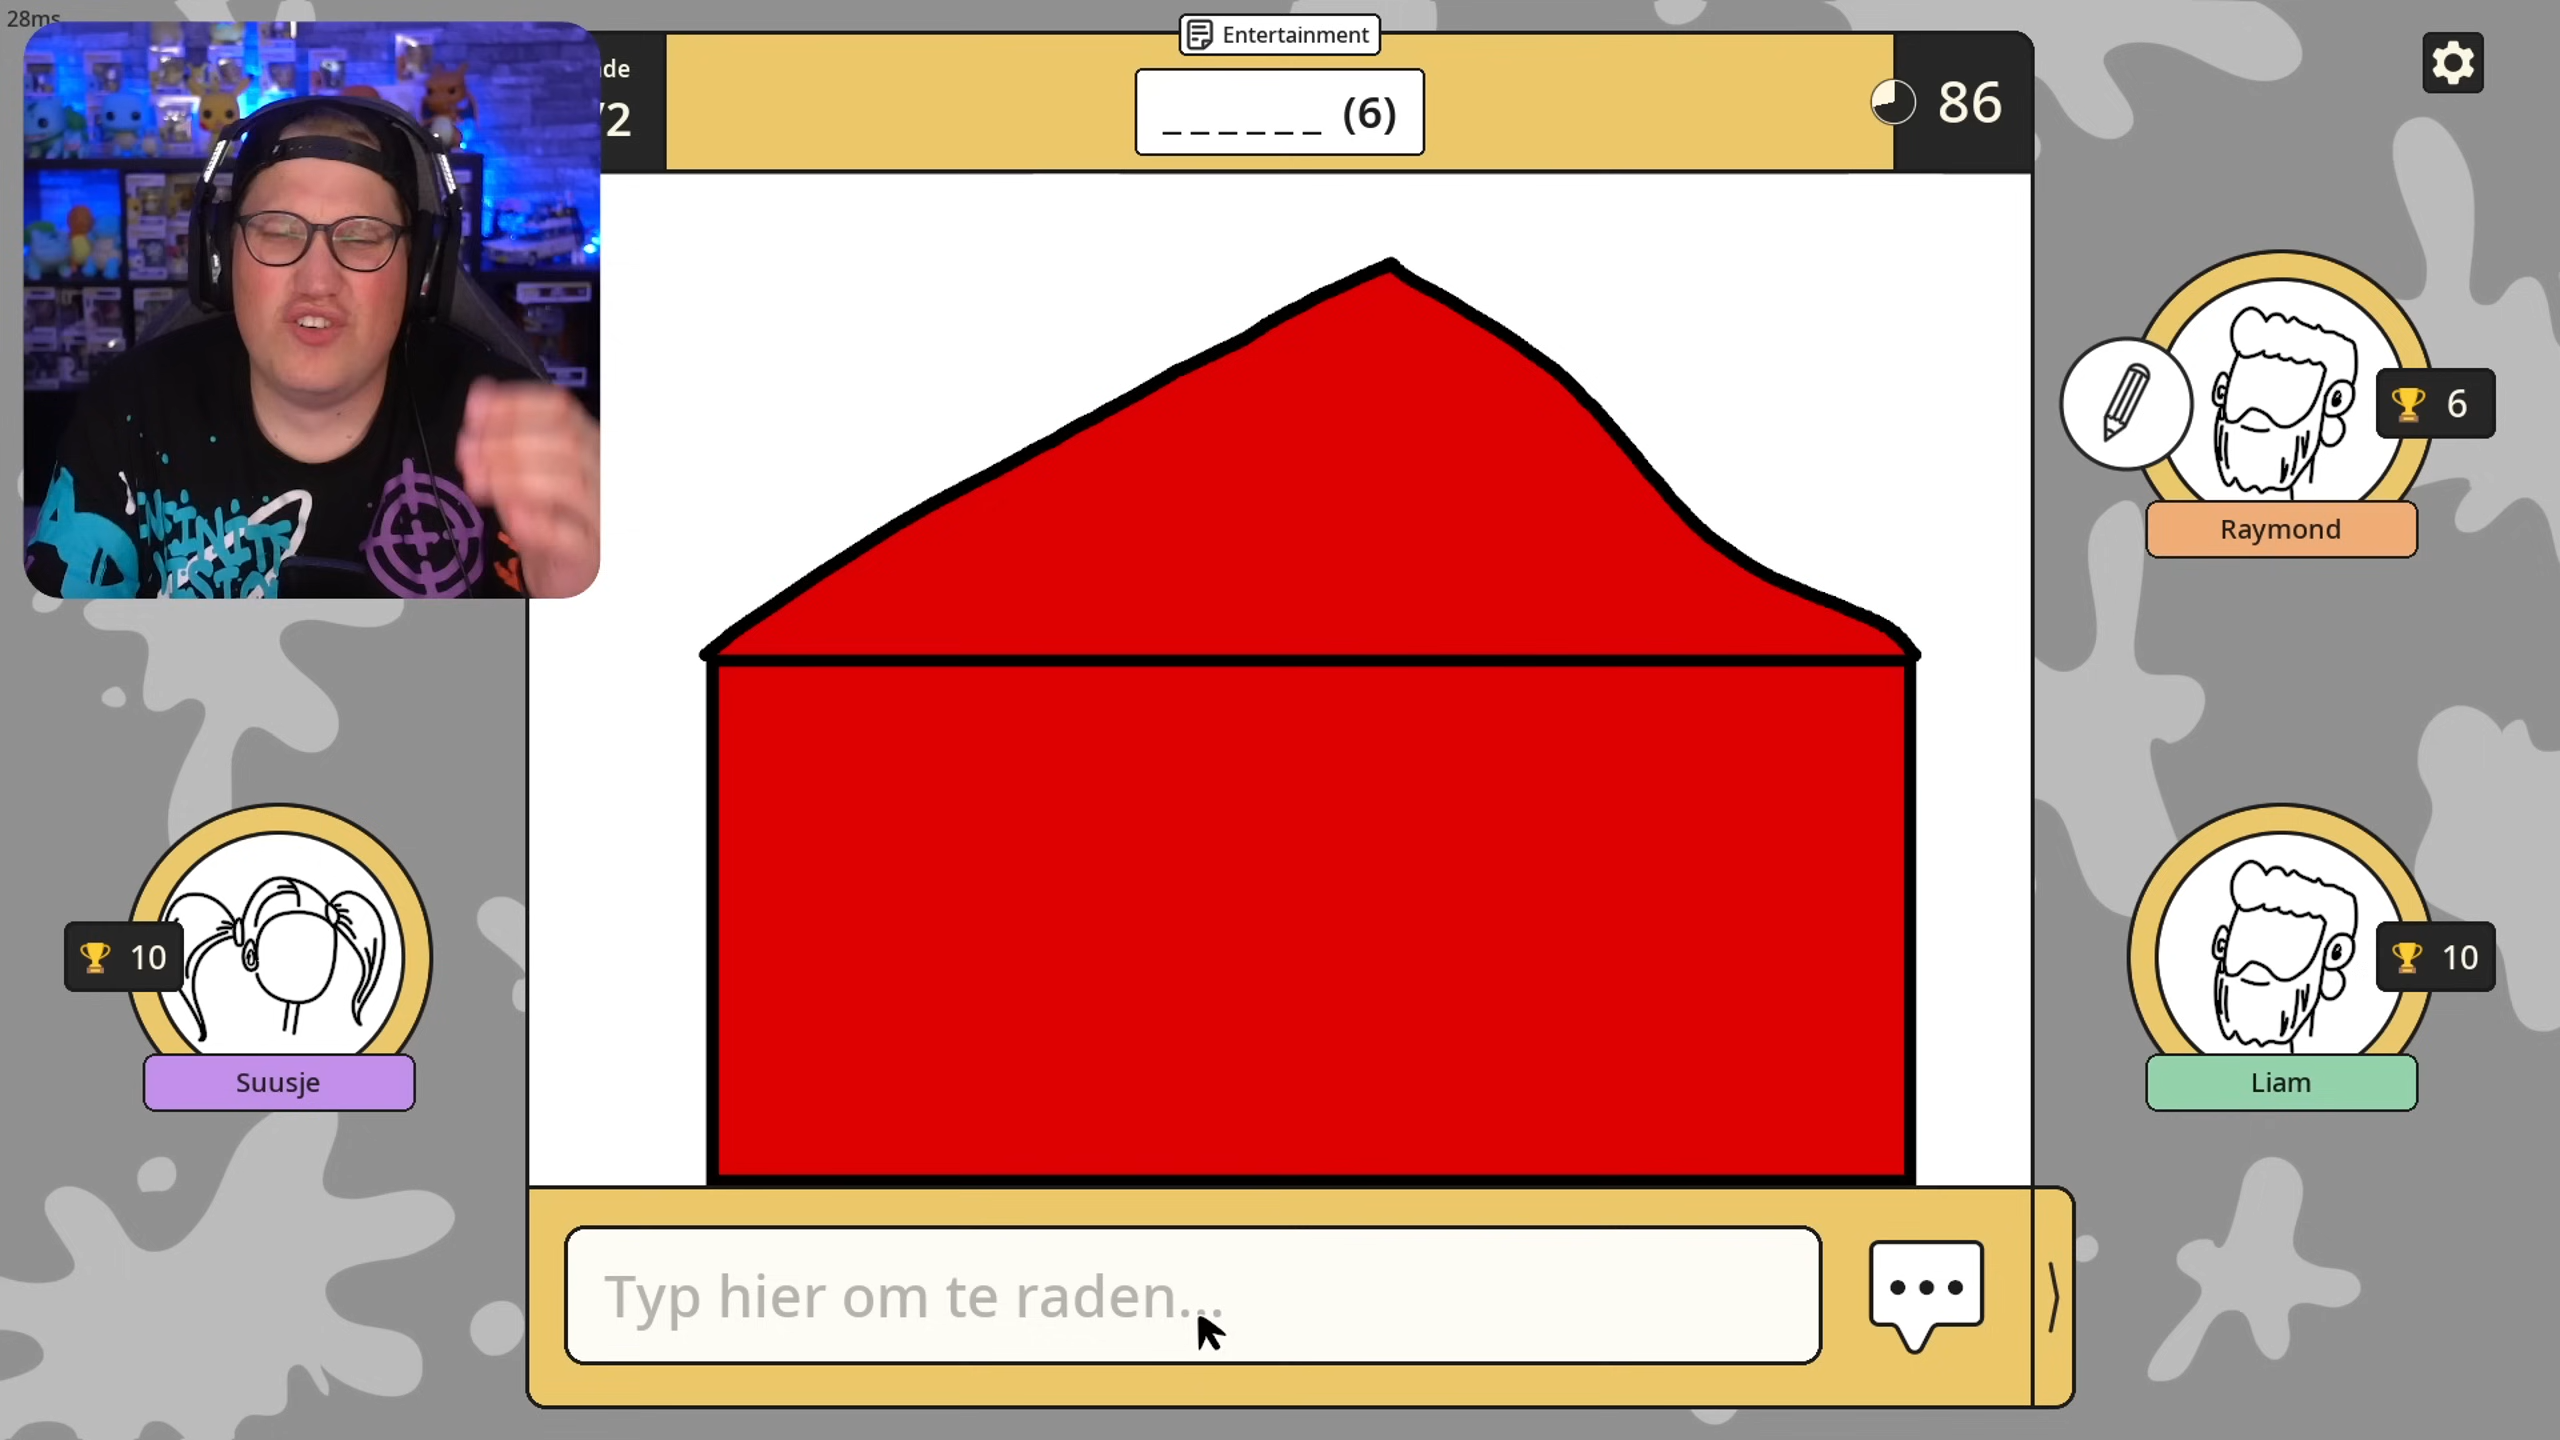 28ms
Entertainment
de
/2
_ _ _ _ _ _ (6)
86
6
Raymond
10
Suusje
10
Liam
Typ hier om te raden...